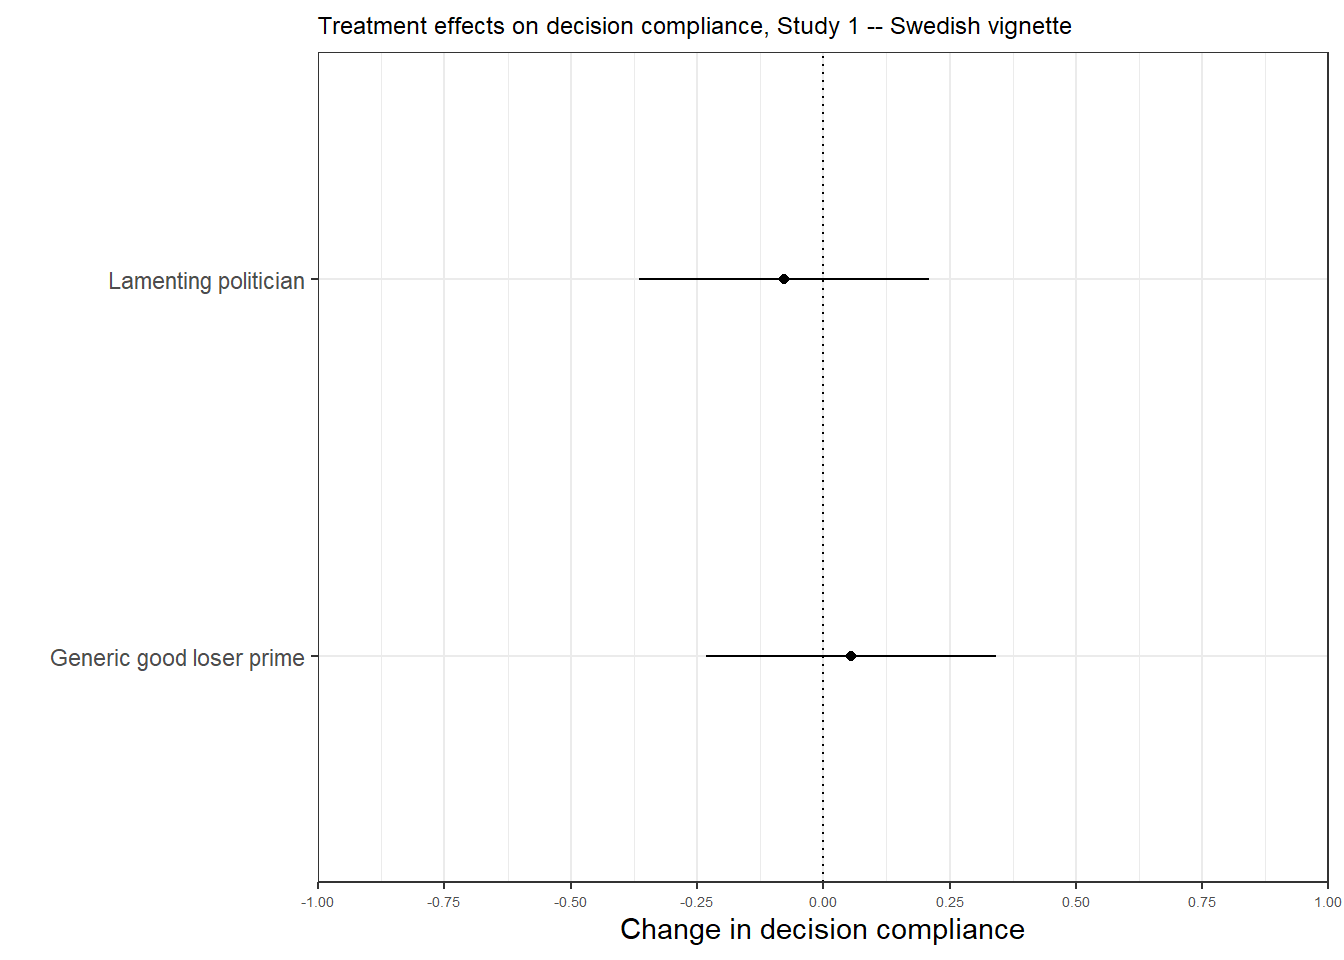 Treatment effects on decision compliance, Study 1 -- Swedish vignette
Lamenting politician
Generic good loser prime
-1.00 -0.75 -0.50 -0.25 0.00 0.25 0.50 0.75 1.00
Change in decision compliance